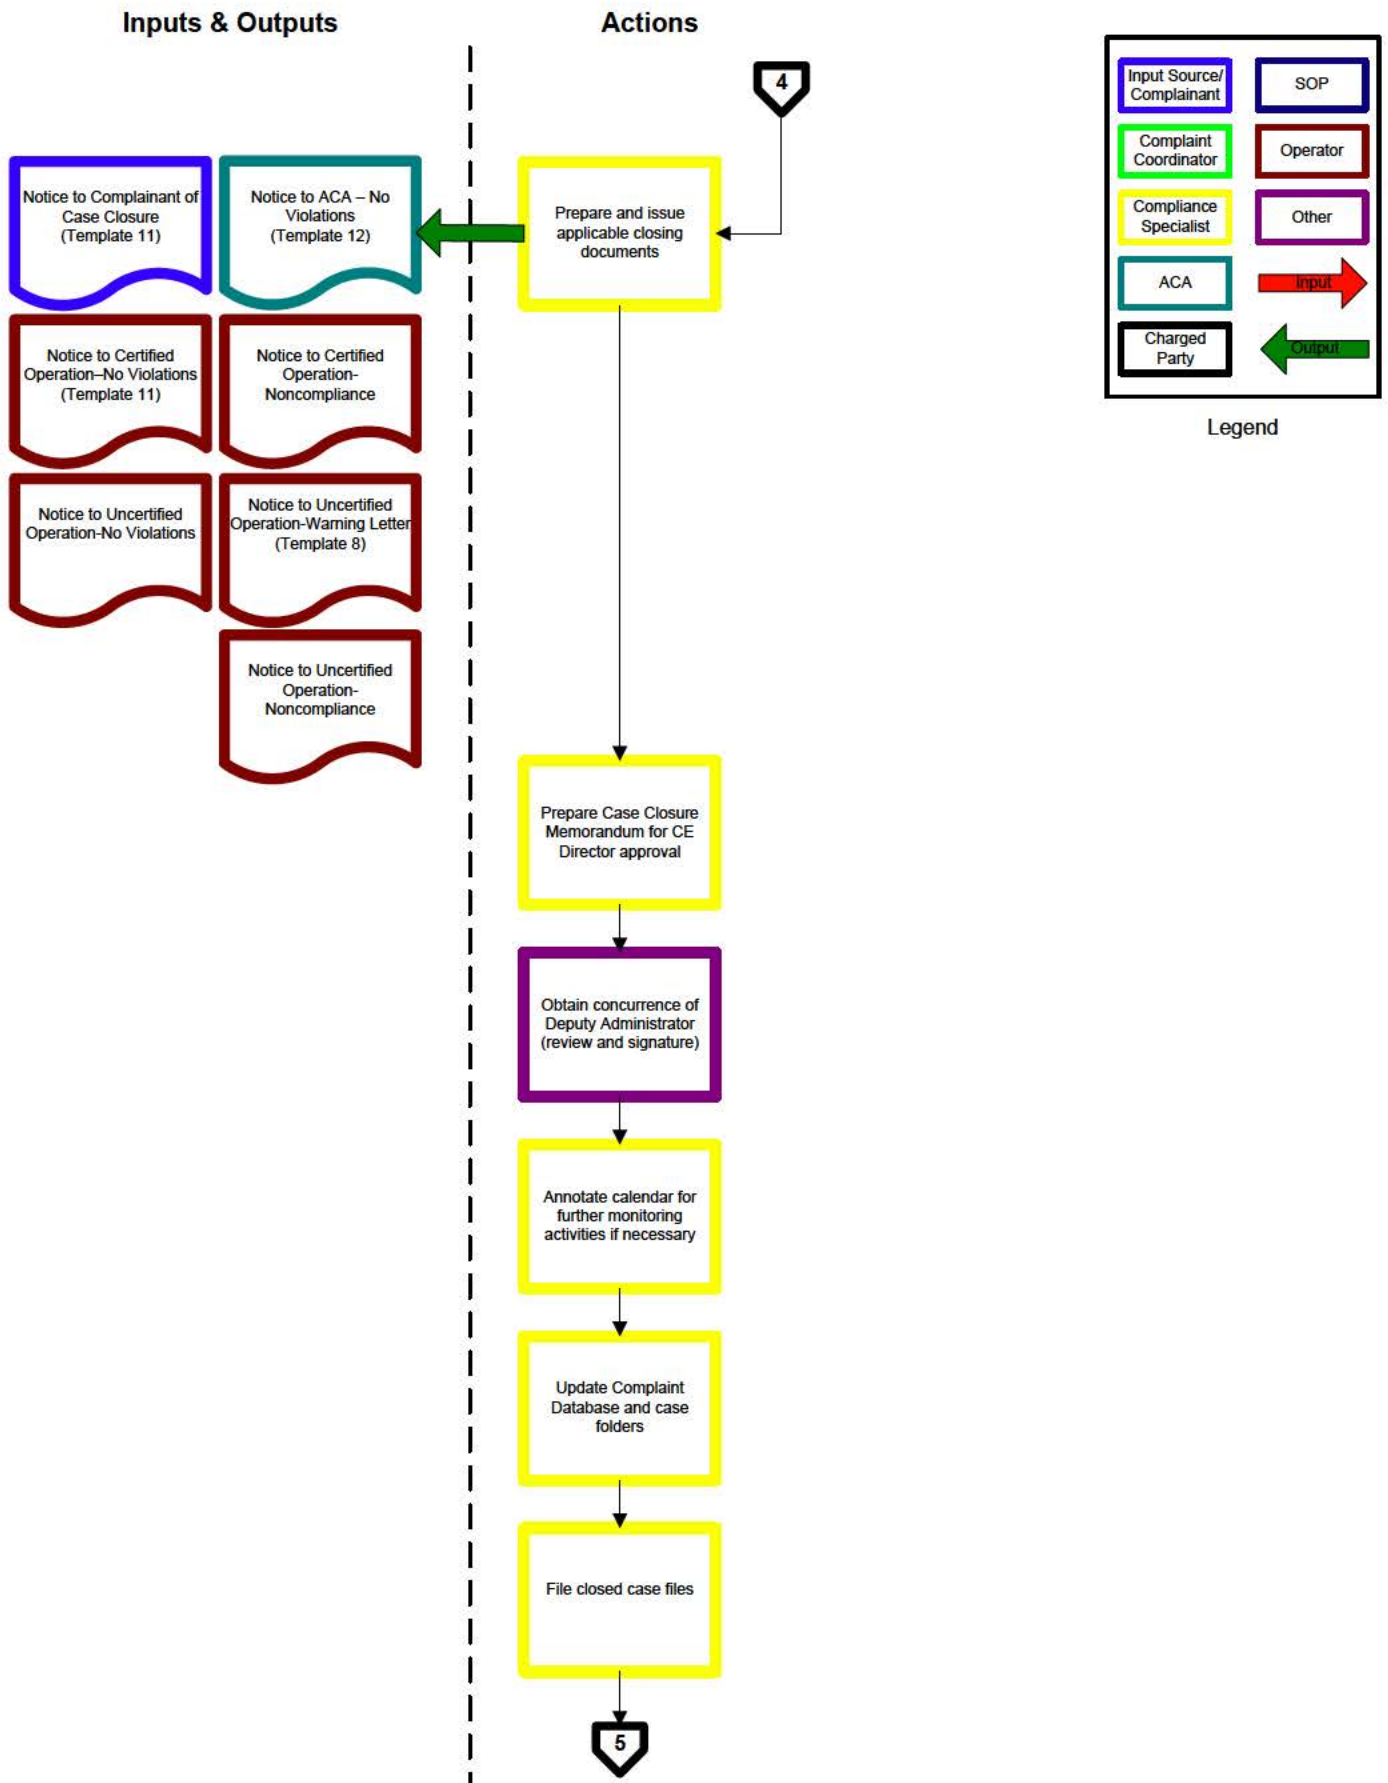 Inputs & Outputs
Actions
4
Input Source/
Complainant
SOP
Complaint
Coordinator
Operator
Compliance
Specialist
Other
ACA
Input
Charged
Party
Output
Legend
Notice to Complainant of
Case Closure
(Template 11)
Notice to ACA – No
Violations
(Template 12)
Prepare and issue
applicable closing
documents
Notice to Certified
Operation–No Violations
(Template 11)
Notice to Certified
Operation-
Noncompliance
Notice to Uncertified
Operation-No Violations
Notice to Uncertified
Operation-Warning Letter
(Template 8)
Notice to Uncertified
Operation-
Noncompliance
Prepare Case Closure
Memorandum for CE
Director approval
Obtain concurrence of
Deputy Administrator
(review and signature)
Annotate calendar for
further monitoring
activities if necessary
Update Complaint
Database and case
folders
File closed case files
5